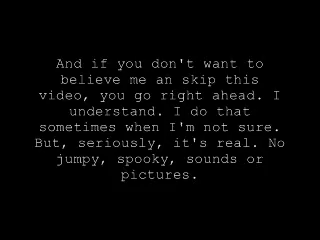 And if you don't want to
believe me an skip this
video, you go right ahead. I
understand. I do that
sometimes when I'm not sure.
But, seriously, it's real. No
jumpy, spooky, sounds or
pictures.